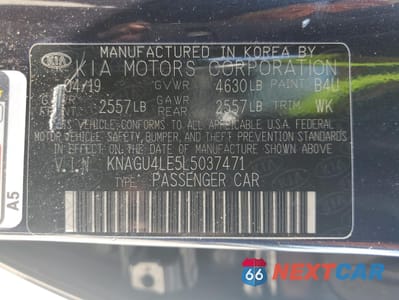 MANUFACTURED IN KOREA BY
KIA KIA MOTORS CORPORATION
04/19 GVWR 4630LB PAINT B4U
2557LB GAWR REAR 2557LB TRIM WK
THIS VEHICLE CONFORMS TO ALL APPLICABLE U.S.A FEDERAL
MOTOR VEHICLE SAFETY, BUMPER, AND THEFT PREVENTION
STANDARDS IN EFFECT ON THE DATE OF MANUFACTURE SHOWN ABOVE.
V.I.N: KNAGU4LE5L5037471
TYPE: PASSENGER CAR
A5
66 NEXTCAR